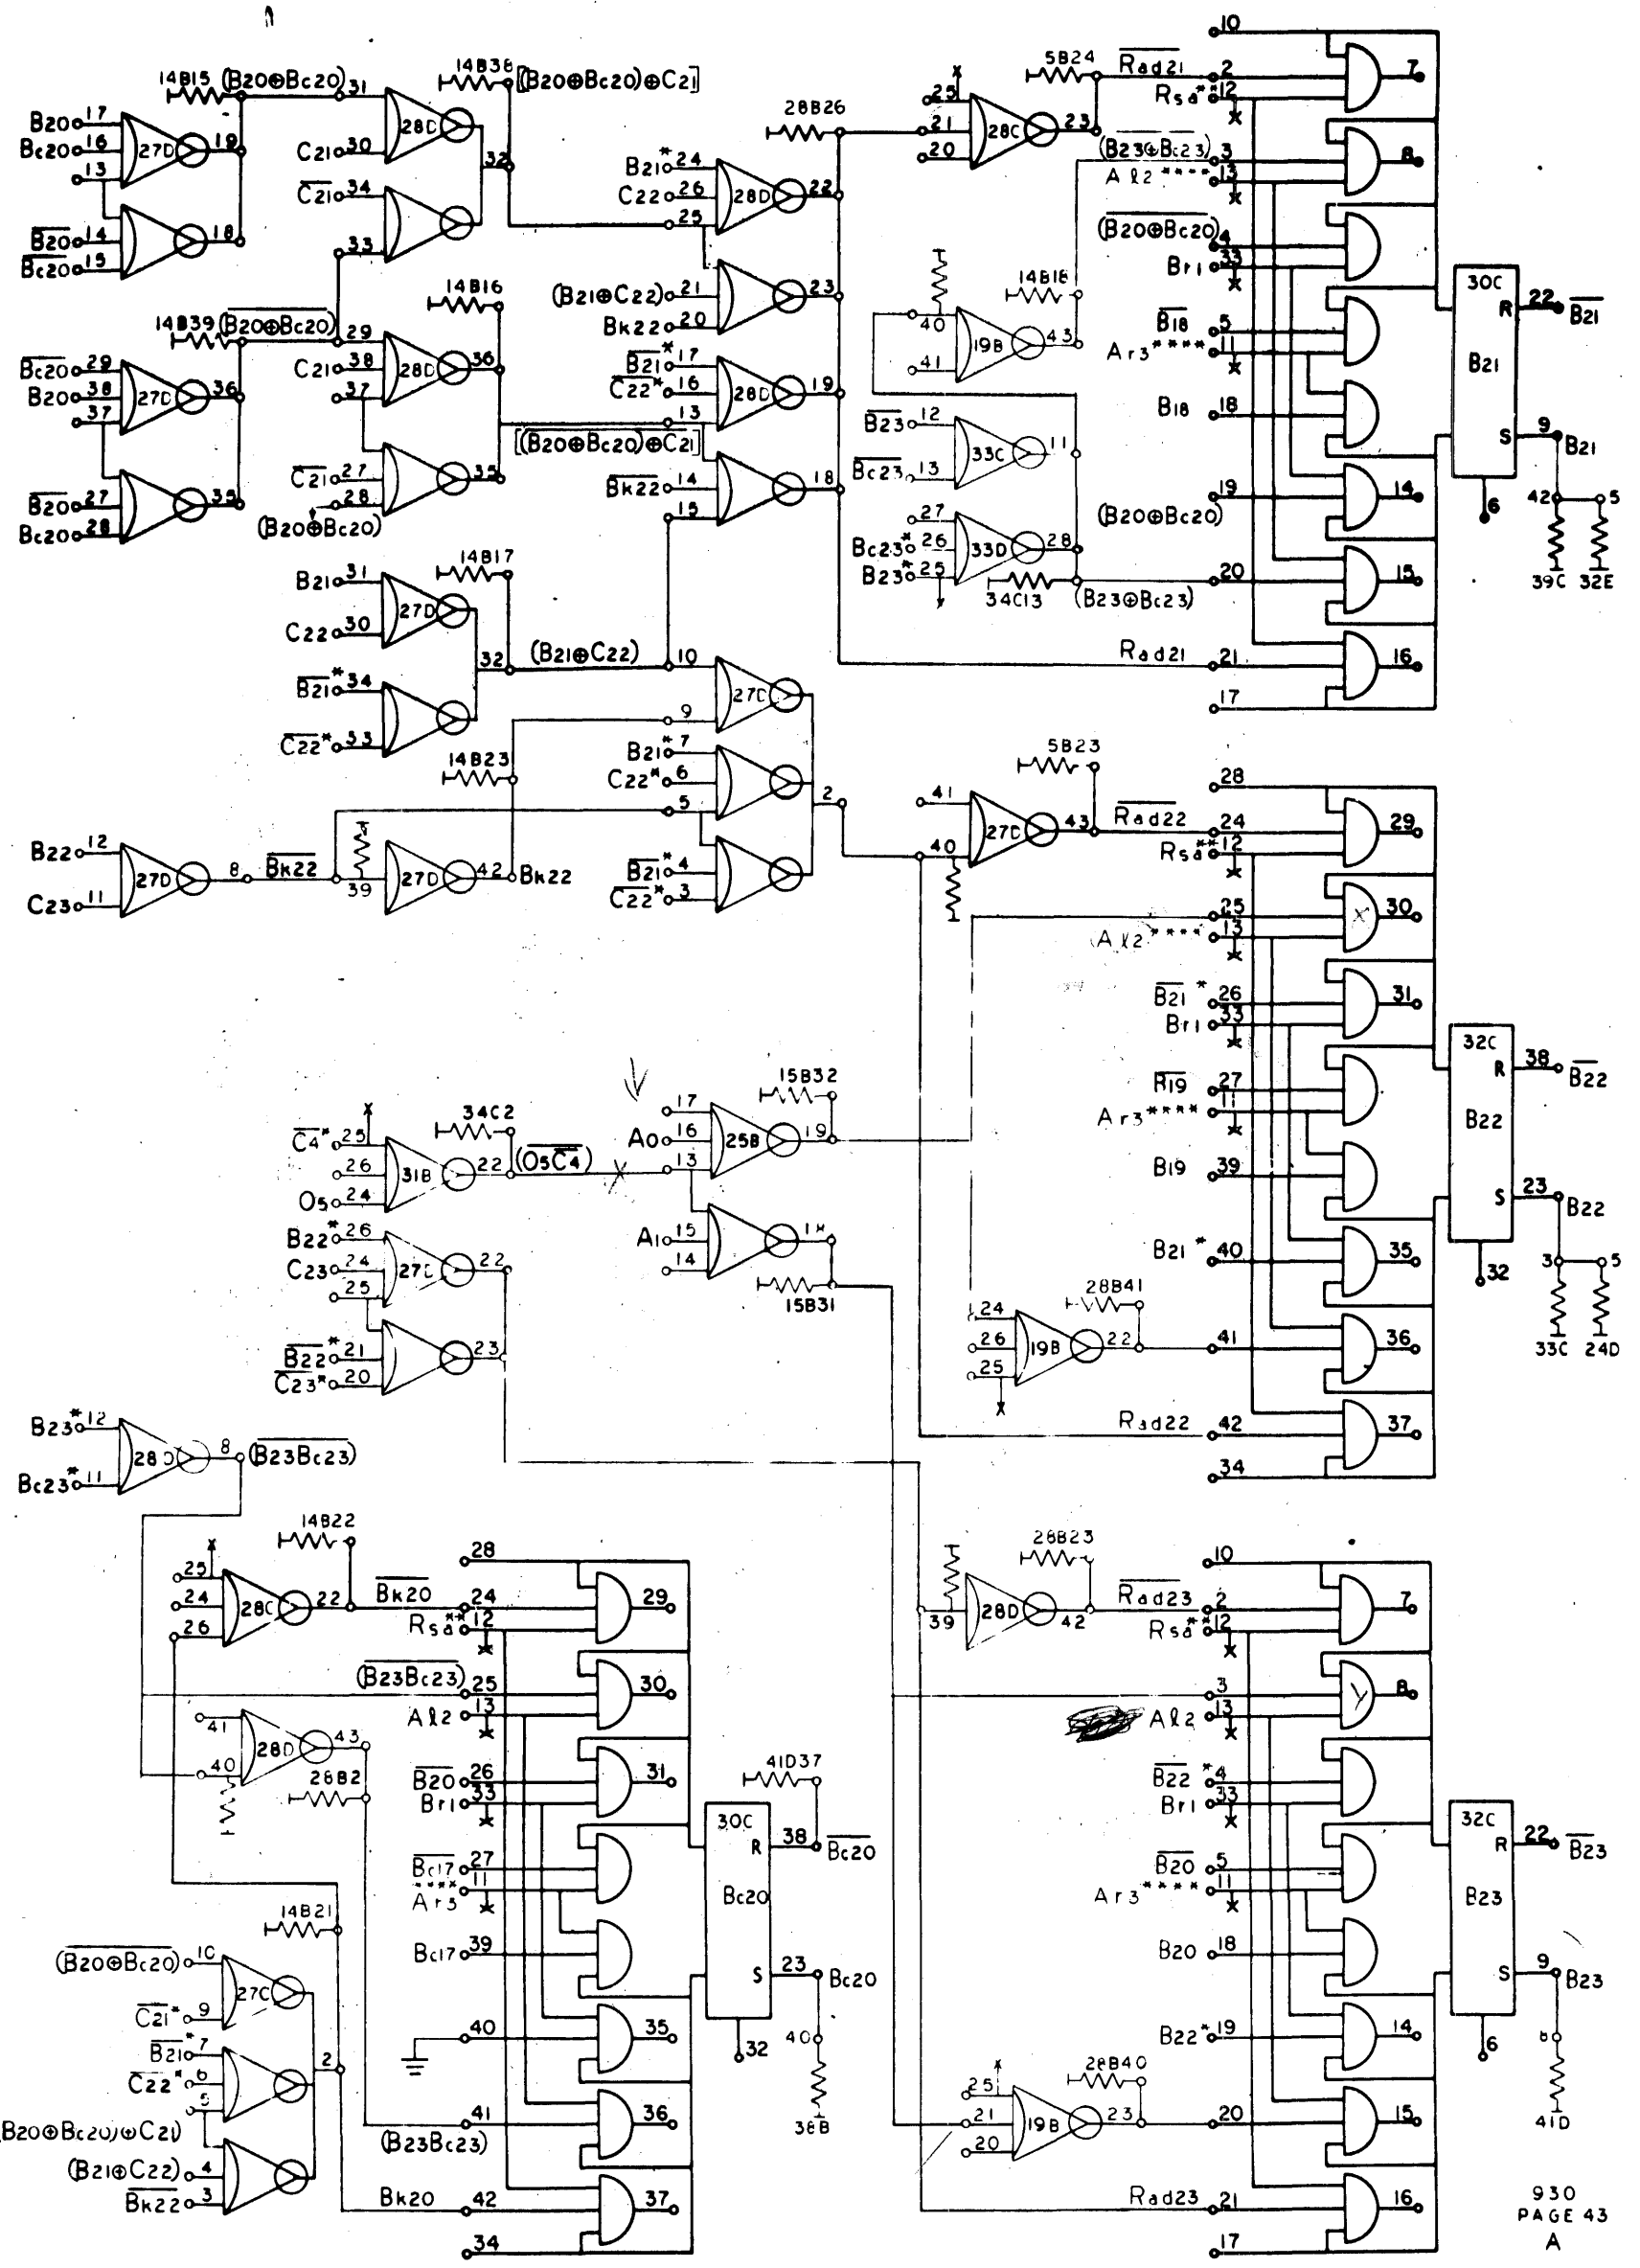 10
14B15
(B20⊕Bc20)
31
14B38
[(B20⊕Bc20)⊕C21]
5B24
Rad21
2
7
Rsa**
12
B20 17
Bc20 16
13
27D
19
28D
C21 30
32
28B26
25
21
20
28C
23
(B23⊕Bc23) 3
8
Al2**** 13
C21 34
B21* 24
C22 26
25
28D
22
B20 14
Bc20 15
18
33
(B20⊕Bc20)
4
Br1 33
14B16
(B21⊕C22) 21
Bk22 20
23
14B18
40
41
19B
43
30C
R
22
B21
14B39
(B20⊕Bc20)
29
C21 38
37
28D
36
B18 5
Ar3**** 11
B21
Bc20 29
B20 38
37
27D
36
B21* 17
C22* 16
13
28D
19
B18 18
S
9
B21
[(B20⊕Bc20)⊕C21]
B23 12
Bc23 13
33C
11
C21 27
28
35
(B20⊕Bc20)
Bk22 14
15
18
19
14
(B20⊕Bc20)
6
42
5
39C
32E
B20 27
Bc20 28
35
27
Bc23* 26
B23* 25
33D
28
34C13
(B23⊕Bc23)
20
15
14B17
B21 31
C22 30
27D
32
(B21⊕C22)
10
9
27D
Rad21
21
16
17
B21* 34
C22* 33
14B23
B21* 7
C22* 6
5
2
5B23
28
41
40
27D
43
Rad22
24
29
Rsa** 12
B22 12
C23 11
27D
8
Bk22
39
27D
42
Bk22
B21* 4
C22* 3
25
X
30
Al2**** 13
B21* 26
31
Br1 33
32C
R
38
B22
B22
15B32
34C2
C4* 25
26
O5 24
31B
22
(O5C4)
17
A0 16
13
25B
19
R19 27
Ar3**** 11
B19 39
S
23
B22
B22* 26
C23 24
25
27C
22
A1 15
14
18
15B31
B21* 40
35
32
3
5
33C
24D
28B41
24
26
25
19B
22
41
36
B22* 21
C23* 20
23
Rad22
42
37
34
B23* 12
Bc23* 11
28D
8
(B23Bc23)
14B22
28
25
24
26
28C
22
Bk20
24
29
Rsa** 12
28B23
10
39
28D
42
Rad23
2
7
Rsa** 12
(B23Bc23)
25
30
Al2 13
3
Y
8
Al2 13
41
40
28D
43
28B2
B20 26
31
Br1 33
41D37
B22* 4
Br1 33
30C
R
38
Bc20
Bc20
32C
R
22
B23
B23
Bc17 27
****
Ar3 11
B20 5
Ar3**** 11
14B21
Bc17 39
S
23
Bc20
B20 18
S
9
B23
(B20⊕Bc20) 10
C21* 9
27C
B21* 7
C22* 6
5
2
40
35
32
40
38B
B22* 19
14
6
8
41D
28B40
25
21
20
19B
23
20
15
B20⊕Bc20)⊕C21)
(B21⊕C22) 4
Bk22 3
41
36
(B23Bc23)
Bk20
42
37
34
Rad23
21
16
17
930
PAGE 43
A